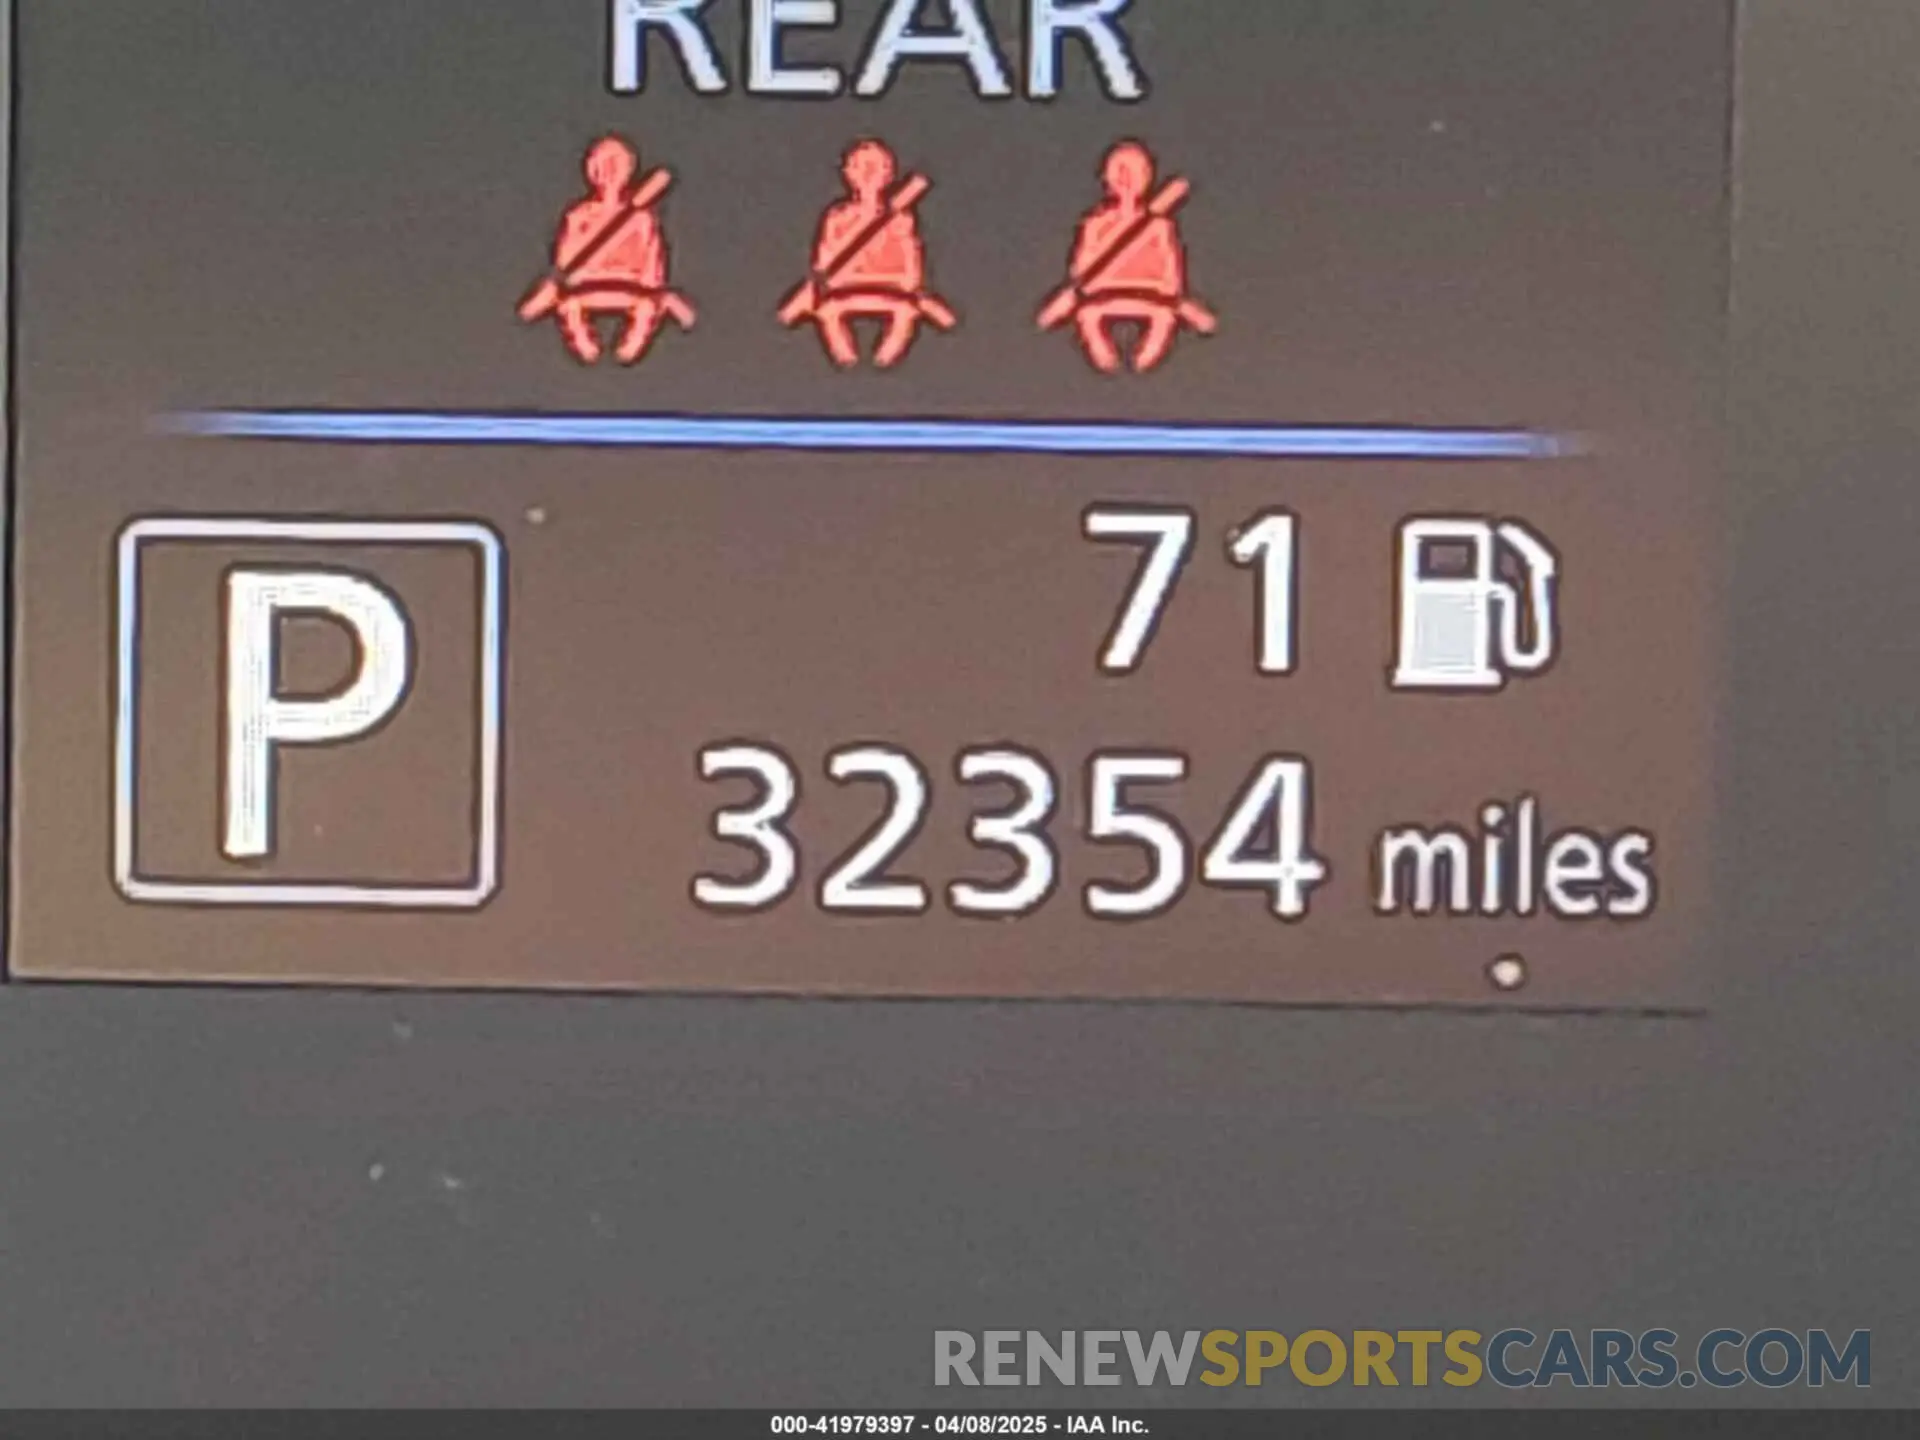 REAR
71
P
32354 miles
RENEWSPORTSCARS.COM
000-41979397 - 04/08/2025 - IAA Inc.